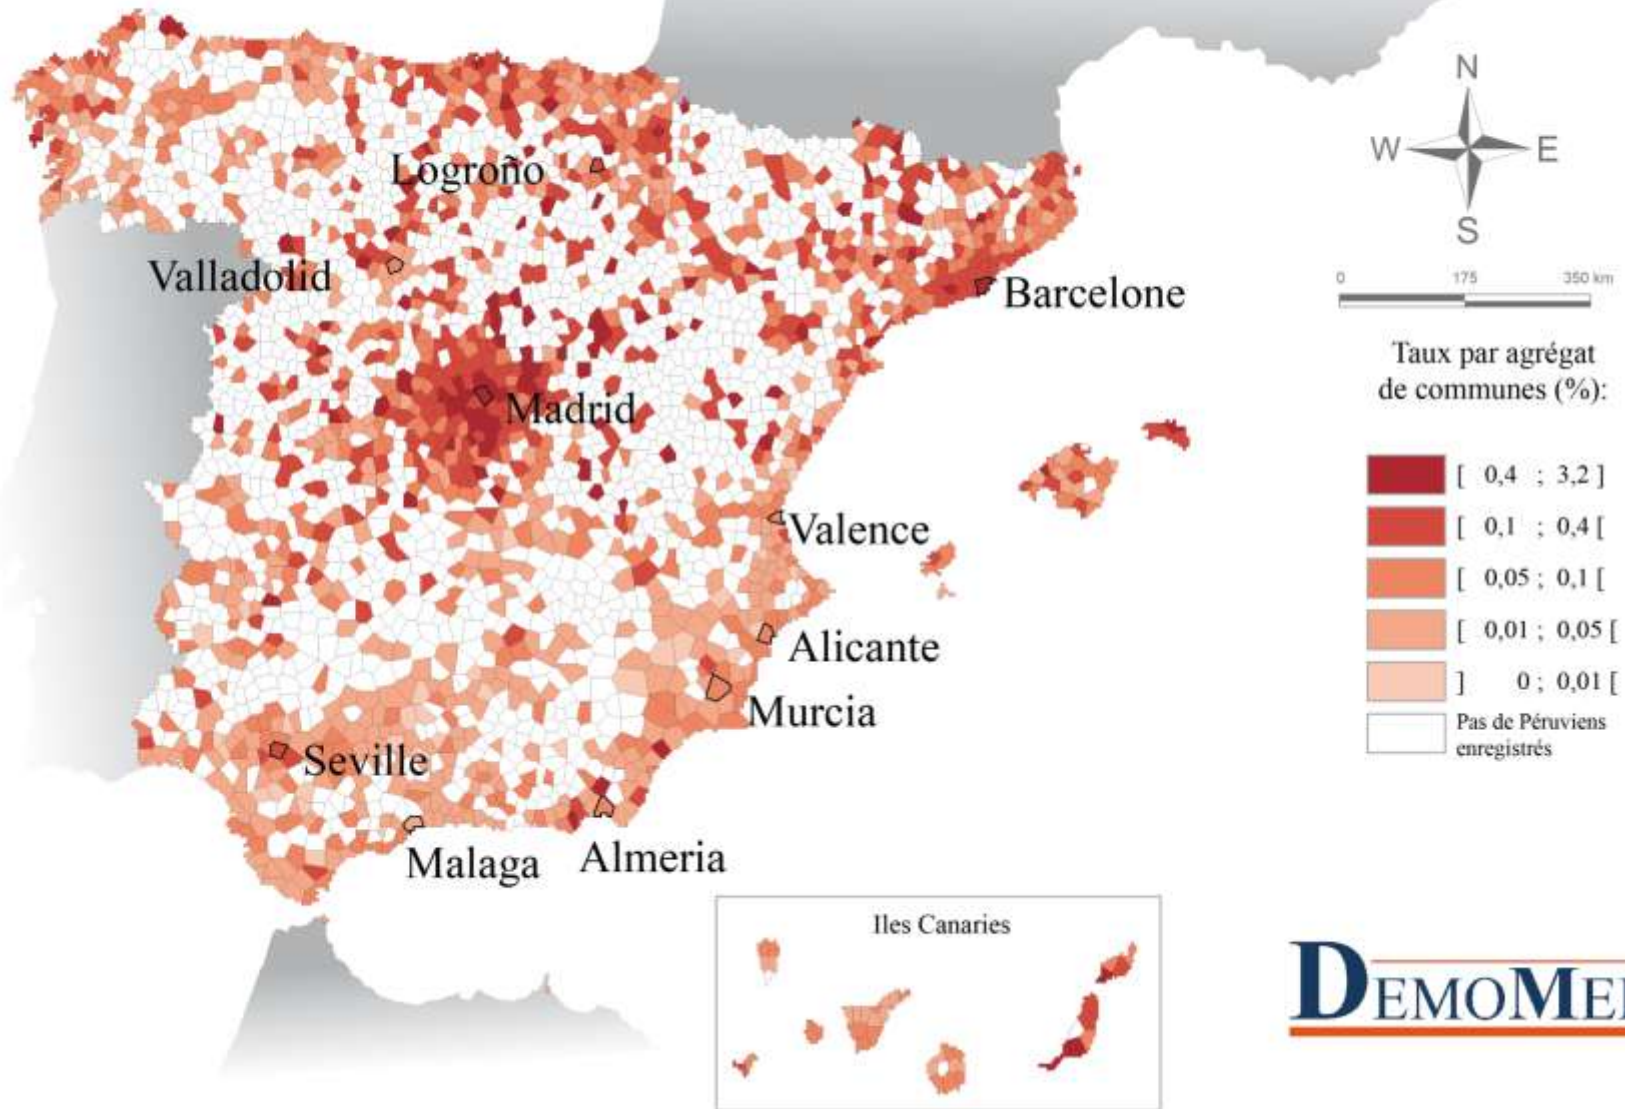 N
W E
S
0 175 350 km
Logroño
Valladolid
Barcelone
Madrid
Valence
Alicante
Murcia
Seville
Malaga
Almeria
Taux par agrégat
de communes (%):
[ 0,4 ; 3,2 ]
[ 0,1 ; 0,4 [
[ 0,05 ; 0,1 [
[ 0,01 ; 0,05 [
] 0 ; 0,01 [
Pas de Péruviens
enregistrés
Iles Canaries